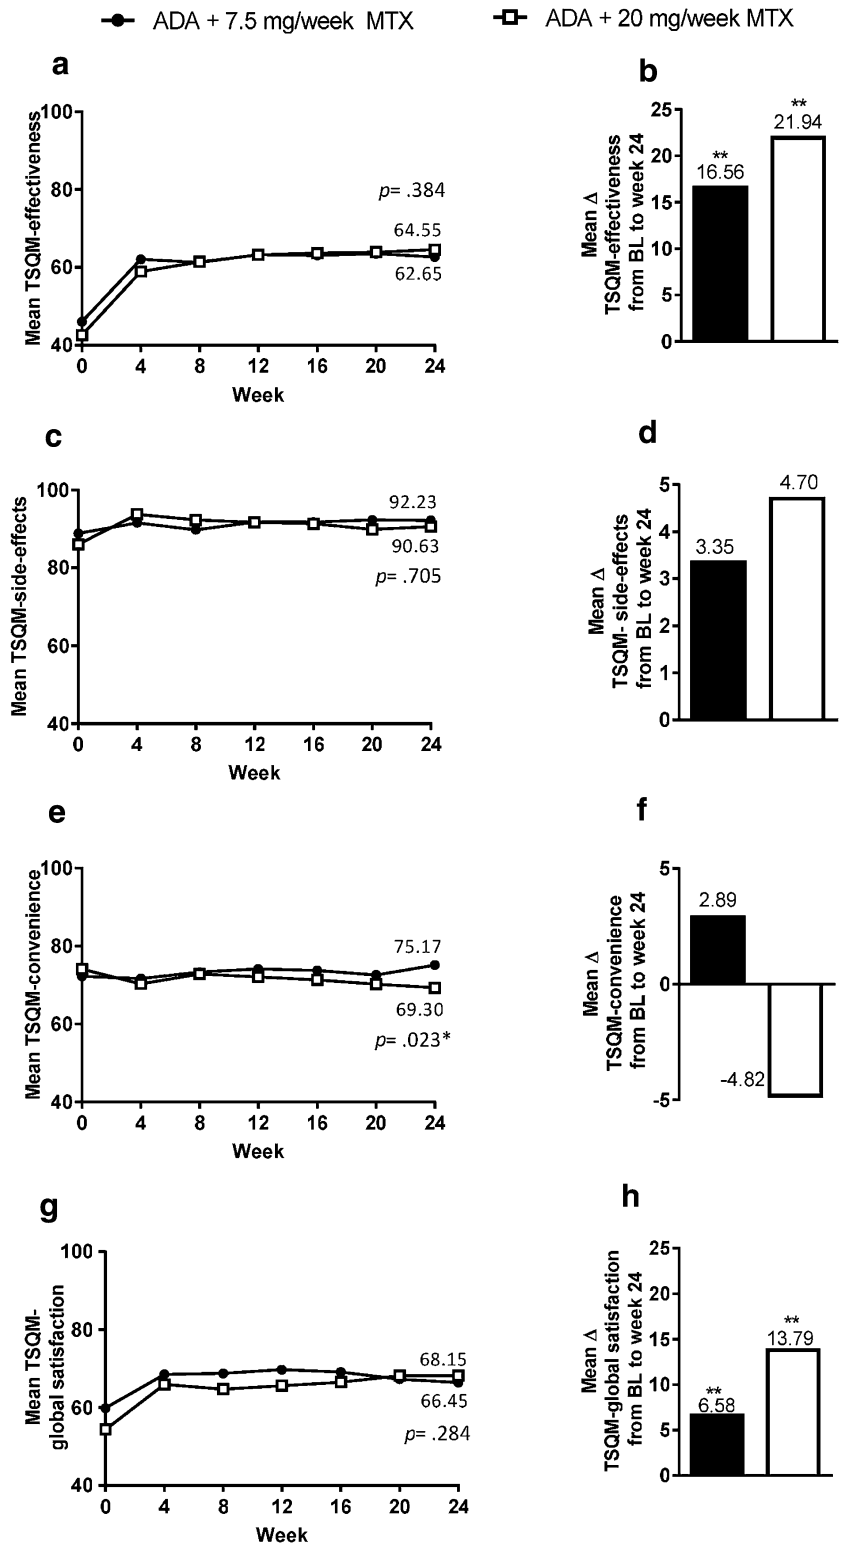 ADA + 7.5 mg/week MTX
ADA + 20 mg/week MTX
a
Mean TSQM-effectiveness
100
80
60
40
p= .384
64.55
62.65
0 4 8 12 16 20 24
Week
b
Mean Δ
TSQM-effectiveness
from BL to week 24
25
20
15
10
5
0
**
16.56
**
21.94
c
Mean TSQM-side-effects
100
80
60
40
92.23
90.63
p= .705
0 4 8 12 16 20 24
Week
d
Mean Δ
TSQM- side-effects
from BL to week 24
5
4
3
2
1
0
3.35
4.70
e
Mean TSQM-convenience
100
80
60
40
75.17
69.30
p= .023*
0 4 8 12 16 20 24
Week
f
Mean Δ
TSQM-convenience
from BL to week 24
5
0
-5
2.89
-4.82
g
Mean TSQM-
global satisfaction
100
80
60
40
68.15
66.45
p= .284
0 4 8 12 16 20 24
Week
h
Mean Δ
TSQM-global satisfaction
from BL to week 24
25
20
15
10
5
0
**
6.58
**
13.79